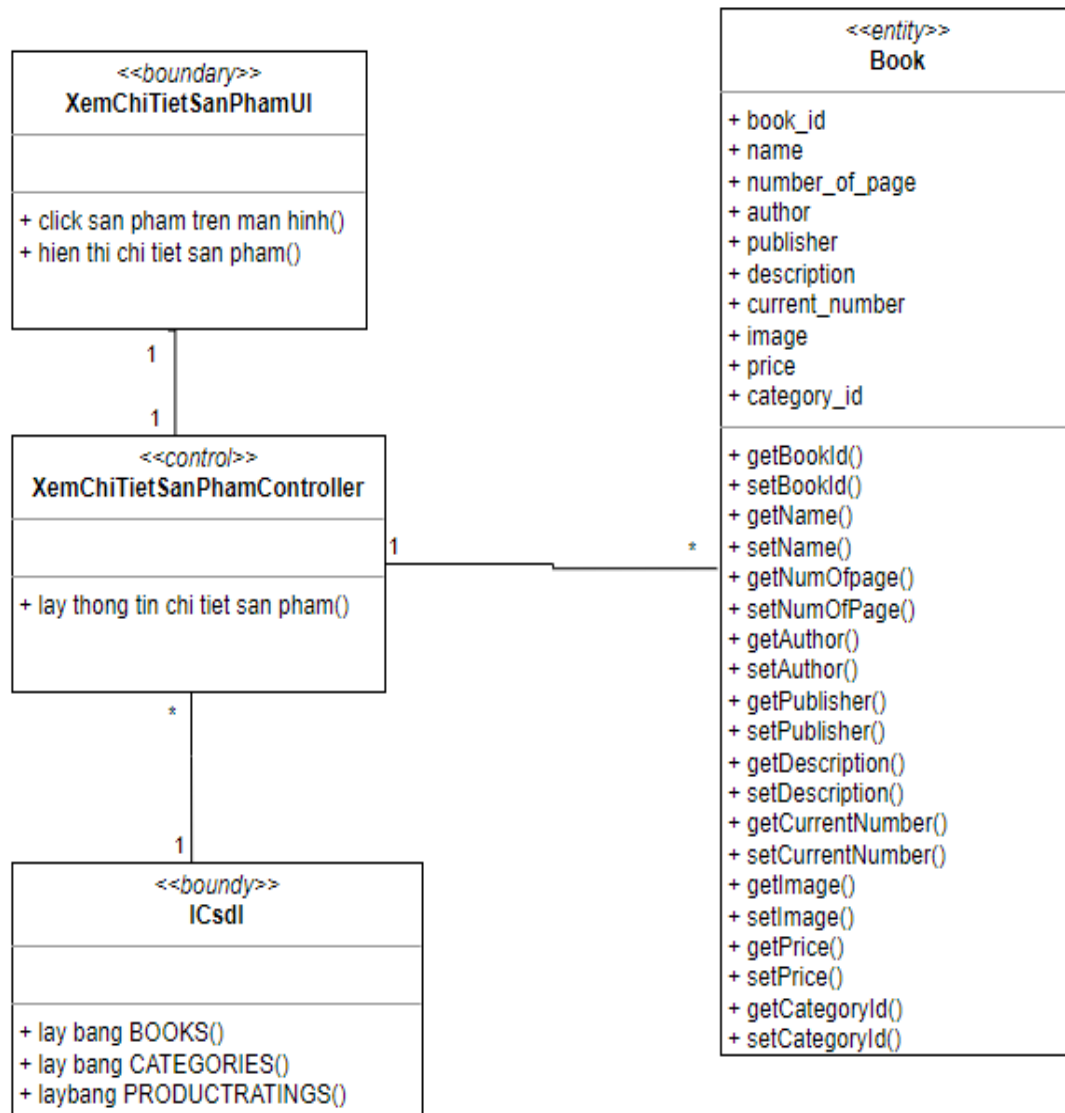 <<boundary>>
XemChiTietSanPhamUI
+ click san pham tren man hinh()
+ hien thi chi tiet san pham()
1
1
<<control>>
XemChiTietSanPhamController
+ lay thong tin chi tiet san pham()
1
*
*
1
<<boundy>>
ICsdl
+ lay bang BOOKS()
+ lay bang CATEGORIES()
+ laybang PRODUCTRATINGS()
<<entity>>
Book
+ book_id
+ name
+ number_of_page
+ author
+ publisher
+ description
+ current_number
+ image
+ price
+ category_id
+ getBookId()
+ setBookId()
+ getName()
+ setName()
+ getNumOfpage()
+ setNumOfPage()
+ getAuthor()
+ setAuthor()
+ getPublisher()
+ setPublisher()
+ getDescription()
+ setDescription()
+ getCurrentNumber()
+ setCurrentNumber()
+ getImage()
+ setImage()
+ getPrice()
+ setPrice()
+ getCategoryId()
+ setCategoryId()